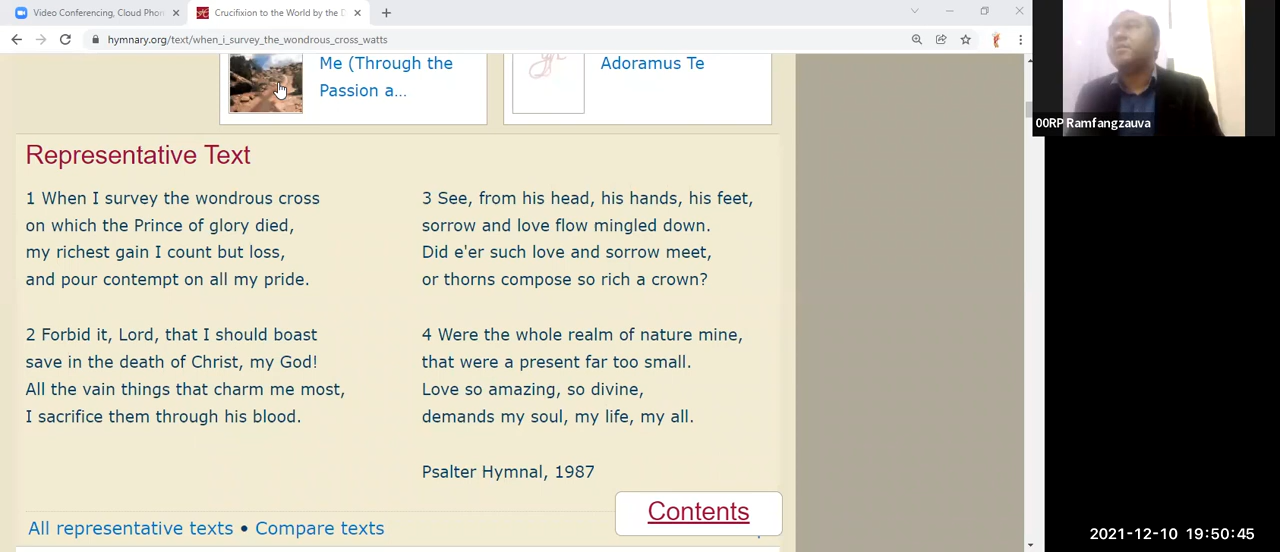 Video Conferencing, Cloud Phon
Crucifixion to the World by the D
hymnary.org/text/when_i_survey_the_wondrous_cross_watts
Me (Through the
Passion a...
Adoramus Te
00RP Ramfangzauva
Representative Text
1 When I survey the wondrous cross
on which the Prince of glory died,
my richest gain I count but loss,
and pour contempt on all my pride.
2 Forbid it, Lord, that I should boast
save in the death of Christ, my God!
All the vain things that charm me most,
I sacrifice them through his blood.
3 See, from his head, his hands, his feet,
sorrow and love flow mingled down.
Did e'er such love and sorrow meet,
or thorns compose so rich a crown?
4 Were the whole realm of nature mine,
that were a present far too small.
Love so amazing, so divine,
demands my soul, my life, my all.
Psalter Hymnal, 1987
Contents
All representative texts • Compare texts
2021-12-10 19:50:45